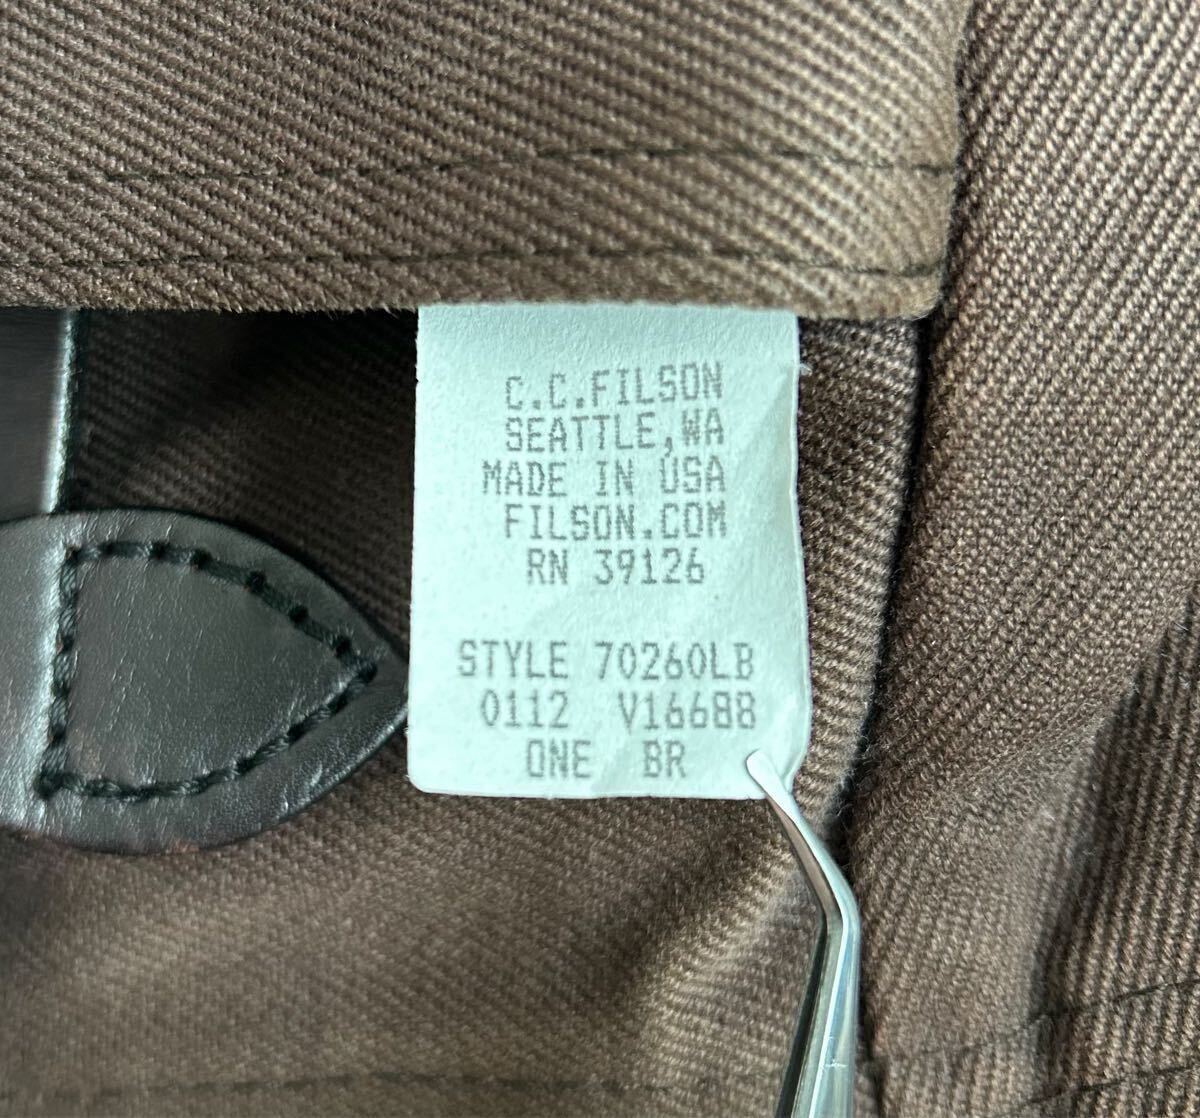 C.C.FILSON
SEATTLE,WA
MADE IN USA
FILSON.COM
RN 39126
STYLE 70260LB
0112 V16688
ONE BR